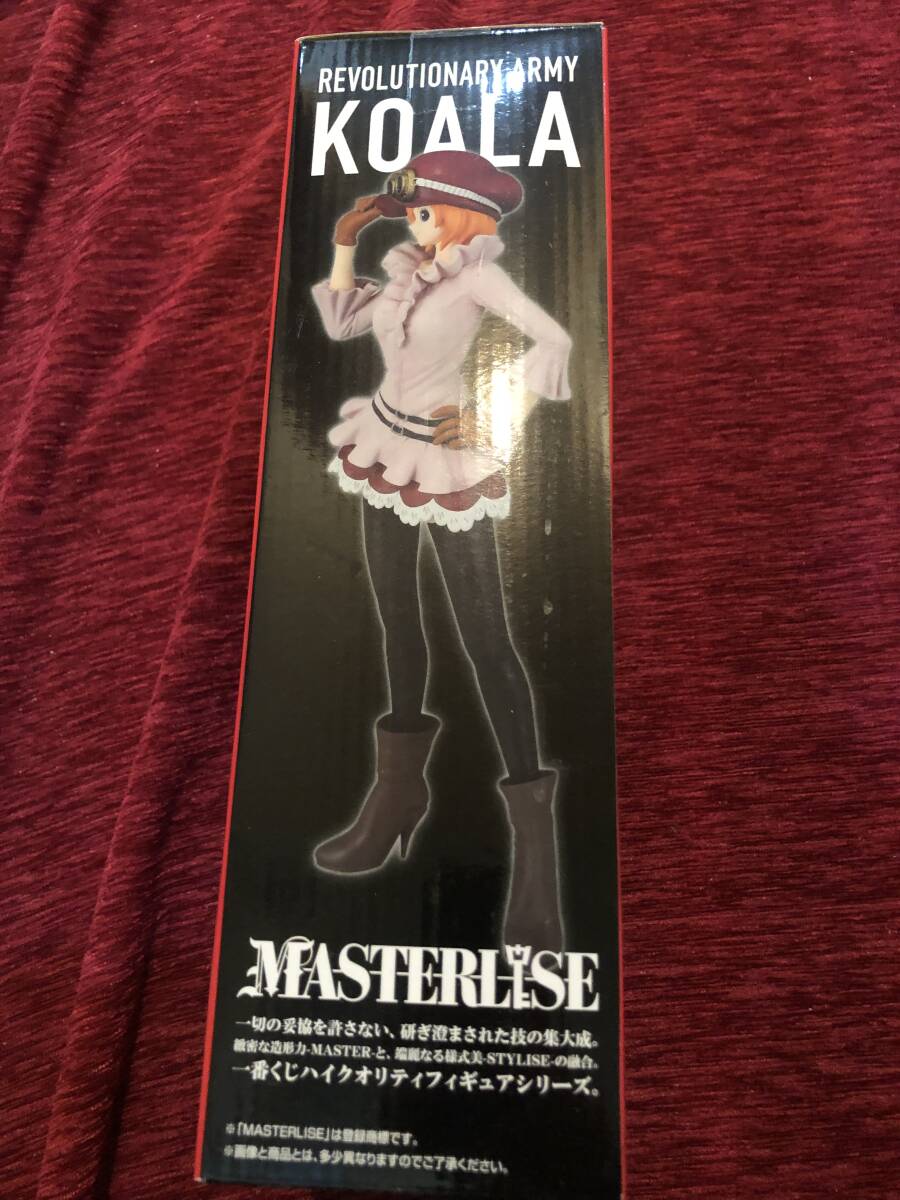 REVOLUTIONARY ARMY
KOALA
MASTERLISE
一切の妥協を許さない、研ぎ澄まされた技の集大成。
緻密な造形力-MASTER-と、端麗なる様式美-STYLISE-の融合。
一番くじハイクオリティフィギュアシリーズ。
※「MASTERLISE」は登録商標です。
※画像と商品とは、多少異なりますのでご了承ください。